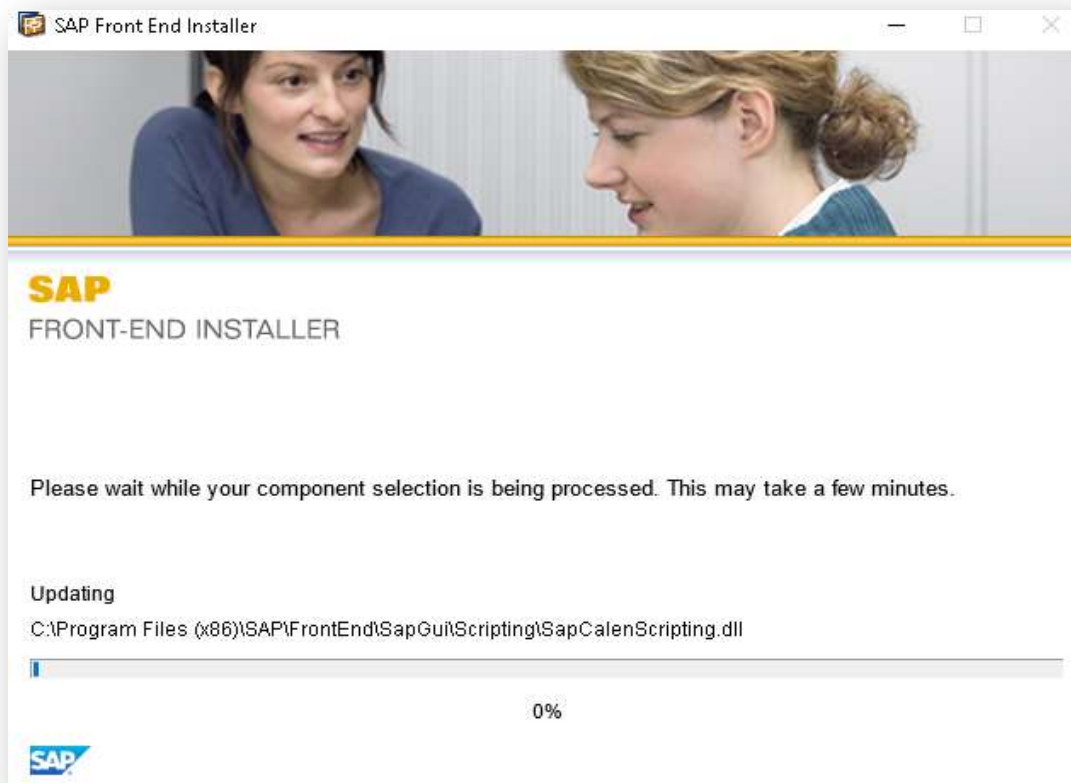 SAP Front End Installer
SAP
FRONT-END INSTALLER
Please wait while your component selection is being processed. This may take a few minutes.
Updating
C:\Program Files (x86)\SAP\FrontEnd\SapGui\Scripting\SapCalenScripting.dll
0%
SAP